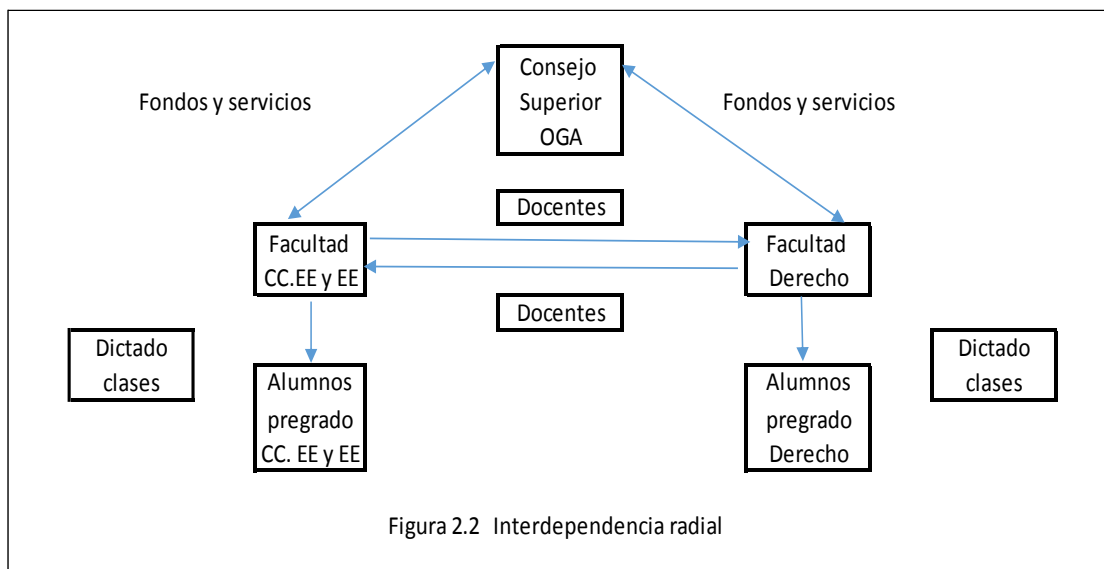 Consejo
Superior
OGA
Fondos y servicios
Fondos y servicios
Docentes
Facultad
CC.EE y EE
Facultad
Derecho
Docentes
Dictado
clases
Alumnos
pregrado
CC. EE y EE
Alumnos
pregrado
Derecho
Dictado
clases
Figura 2.2 Interdependencia radial